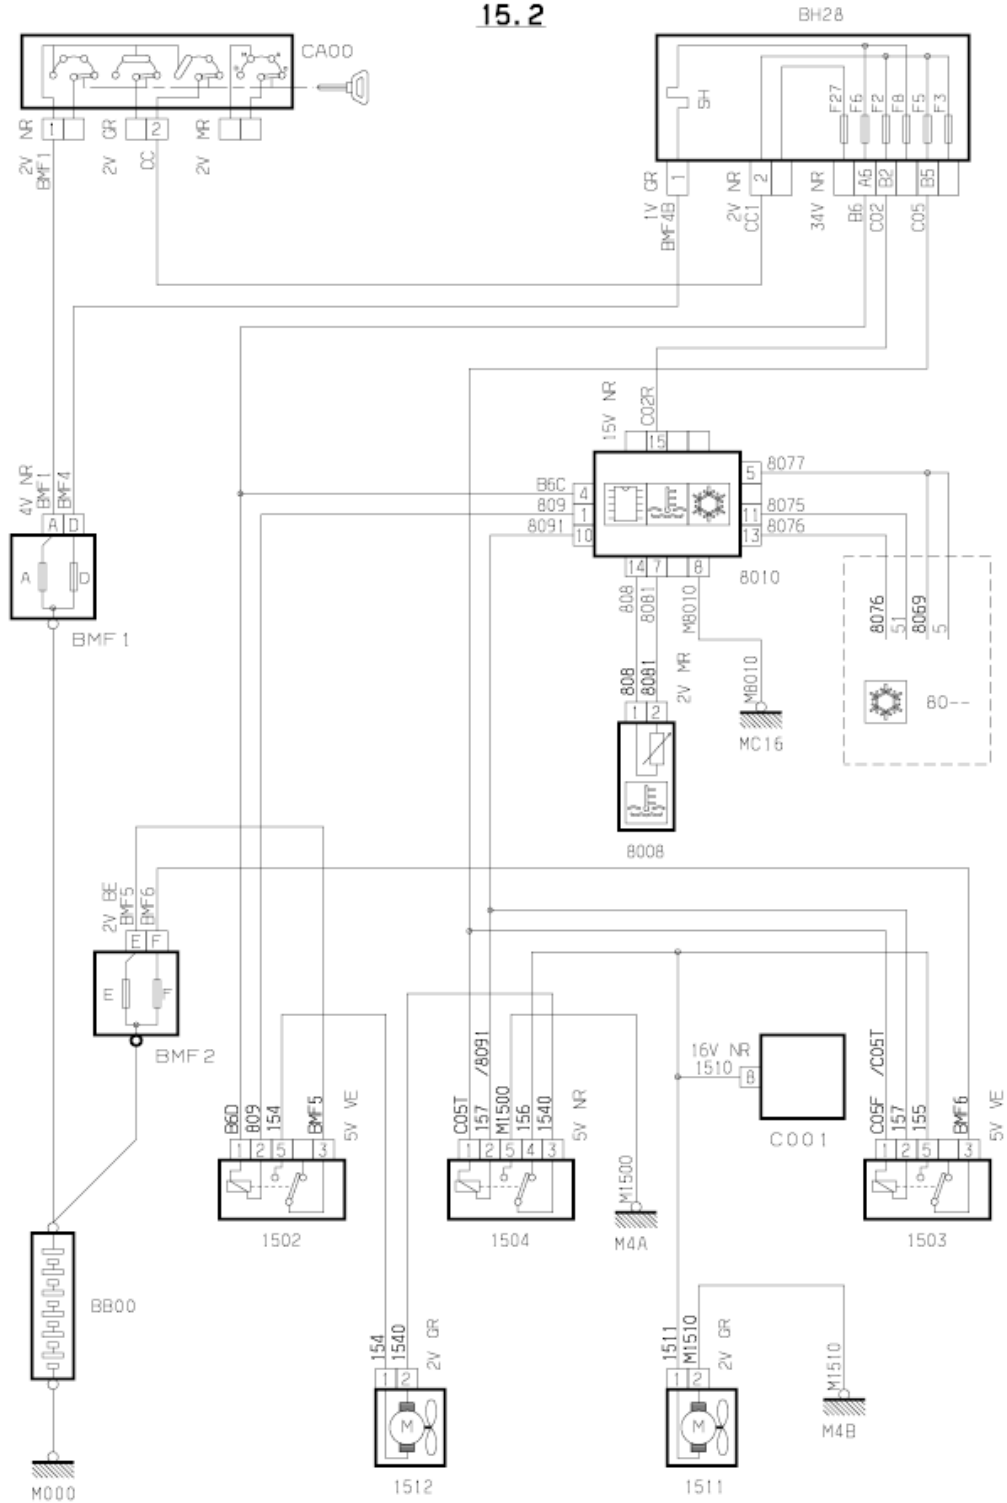 15.2
BH28
CA00
GH
F27
F6
F2
F8
F5
F3
1
2
2V NR
BMF1
2V GR
CC
2V MR
1
2
A6
B2
B5
1V GR
BMF4B
2V NR
CC1
34V NR
B6
C02
C05
15V NR
C02R
15
4V NR
BMF1
BMF4
A
D
A
D
BMF1
B6C
809
8091
4
1
10
5
11
13
8077
8075
8076
14
7
8
8010
808
8081
M8010
808
8081
2V MR
M8010
1
2
MC16
8008
8076
51
8069
5
80--
2V BE
BMF5
BMF6
E
F
E
F
BMF2
B6D
809
154
BMF5
5V VE
1
2
5
3
1502
C05T
157
/8091
M1500
156
1540
5V NR
1
2
5
4
3
1504
M1500
M4A
16V NR
1510
8
C001
C05F
/C05T
157
155
BMF6
5V VE
1
2
5
3
1503
BB00
M000
154
1540
2V GR
1
2
M
1512
1511
M1510
2V GR
1
2
M
1511
M1510
M4B